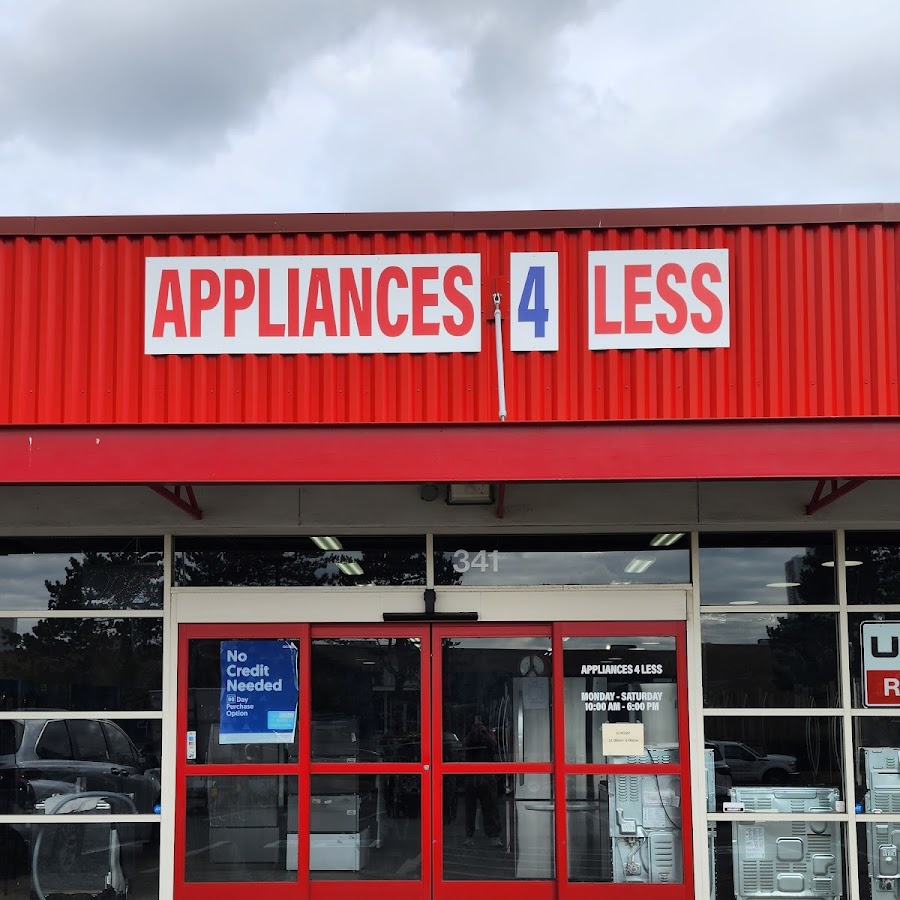 APPLIANCES 4 LESS
341
No
Credit
Needed
90 Day
Purchase
Option
APPLIANCES 4 LESS
MONDAY - SATURDAY
10:00 AM - 6:00 PM
U
R